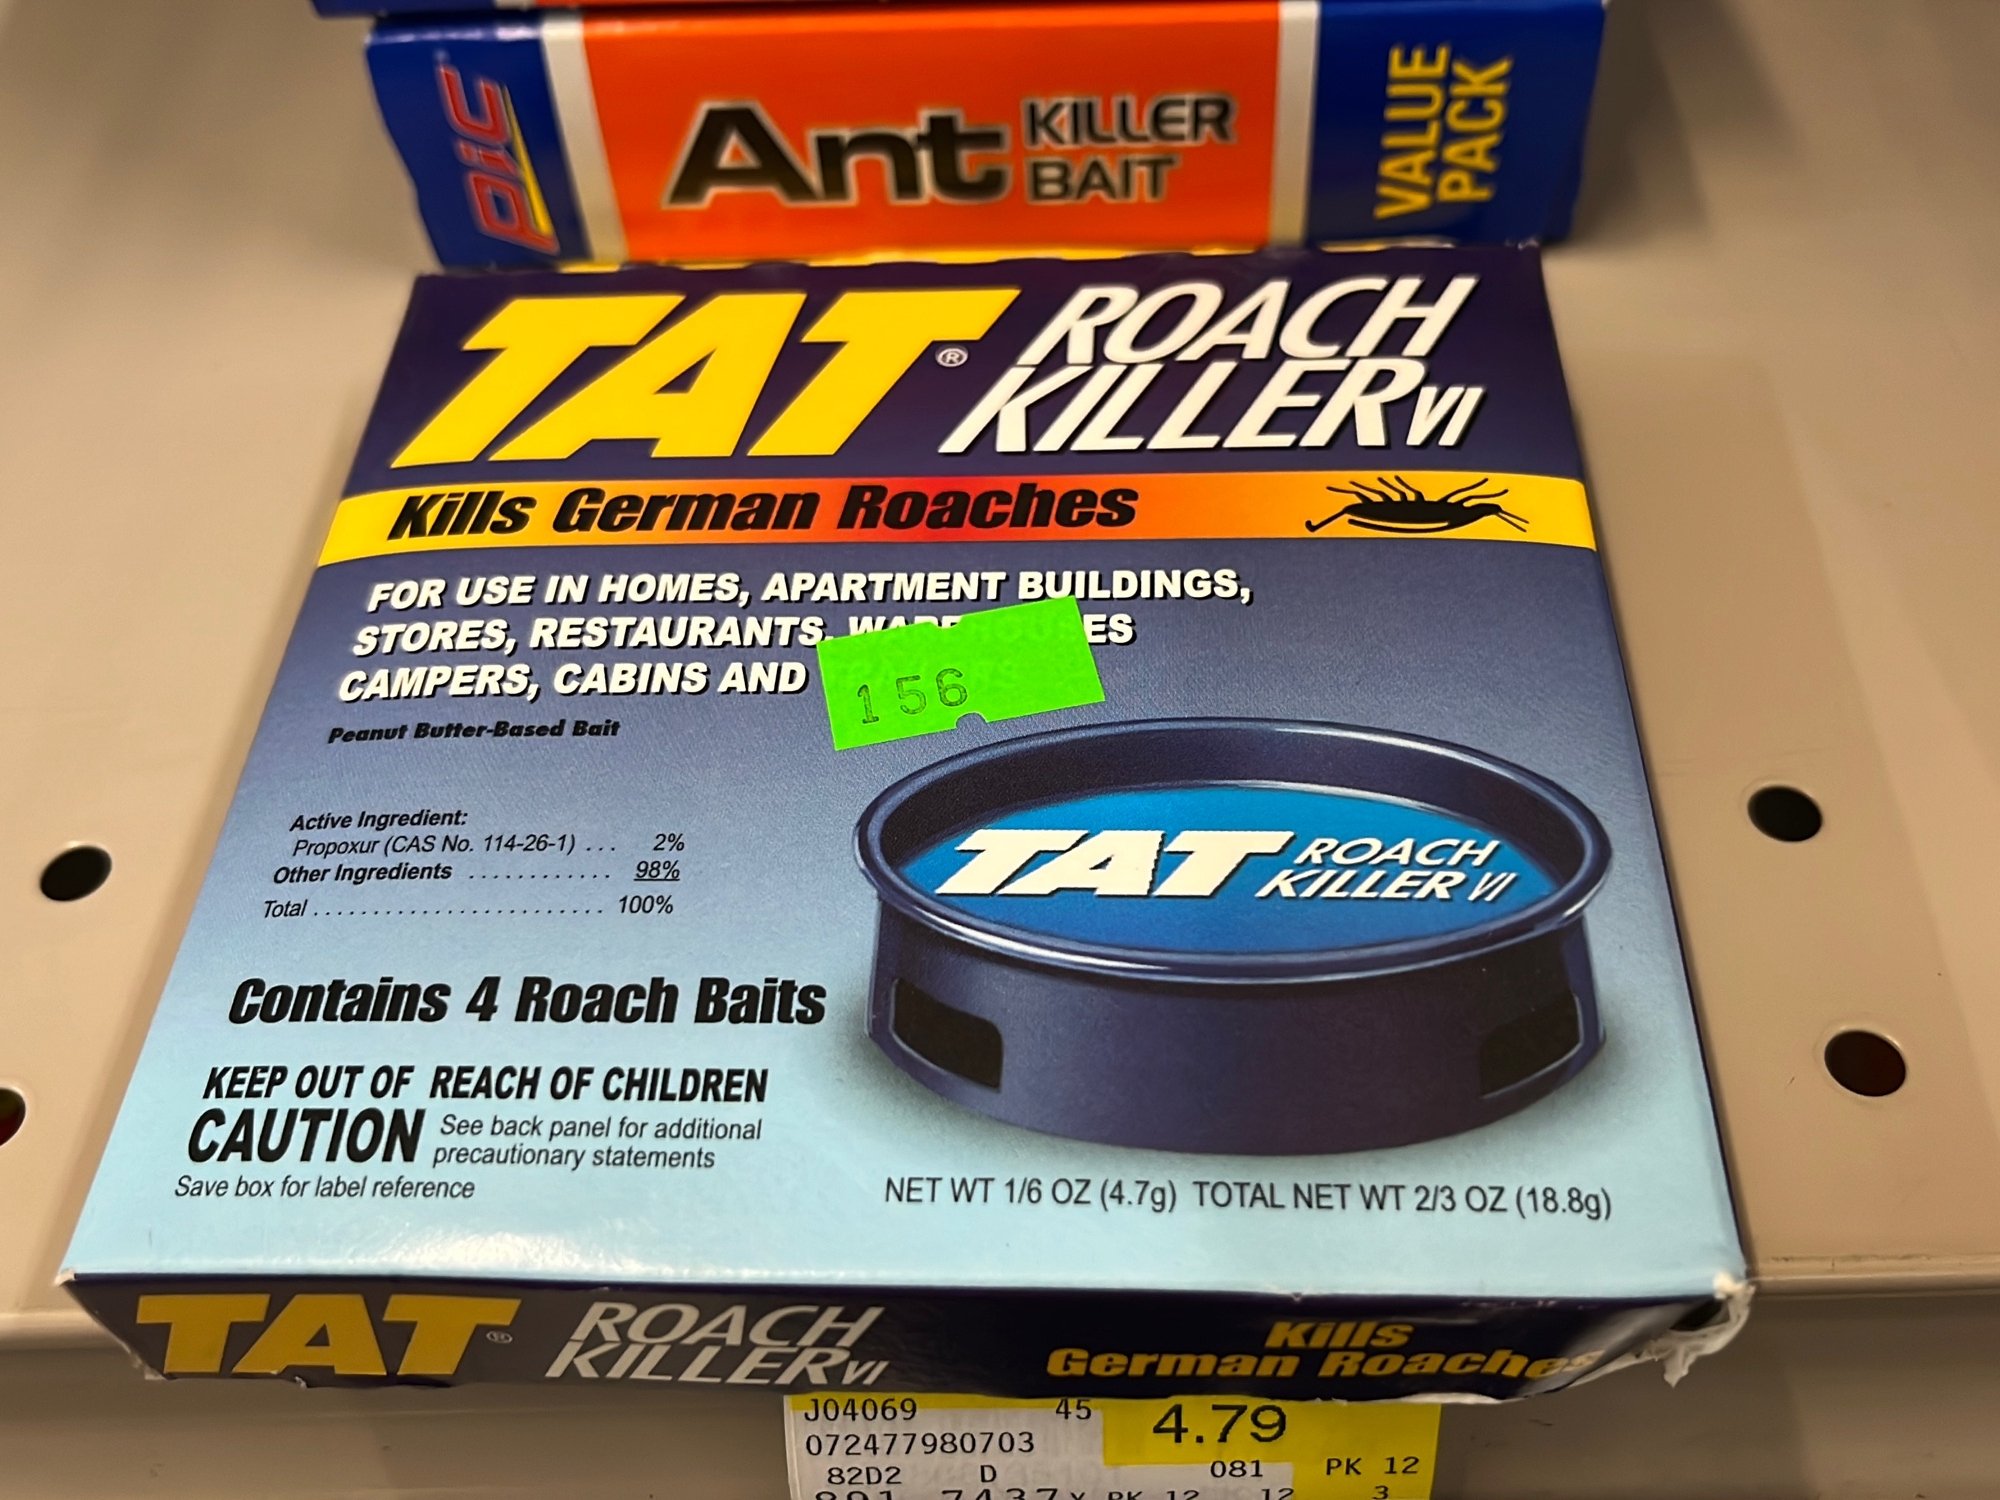 PIC
Ant KILLER BAIT
VALUE PACK
TAT® ROACH KILLER VI
Kills German Roaches
FOR USE IN HOMES, APARTMENT BUILDINGS,
STORES, RESTAURANTS, WAREHOUSES
CAMPERS, CABINS AND
156
Peanut Butter-Based Bait
Active Ingredient:
Propoxur (CAS No. 114-26-1) ... 2%
Other Ingredients ............ 98%
Total ........................ 100%
TAT ROACH KILLER VI
Contains 4 Roach Baits
KEEP OUT OF REACH OF CHILDREN
CAUTION See back panel for additional
precautionary statements
Save box for label reference
NET WT 1/6 OZ (4.7g) TOTAL NET WT 2/3 OZ (18.8g)
TAT® ROACH KILLER VI
Kills
German Roaches
J04069 45 4.79
072477980703
82D2 D 081 PK 12